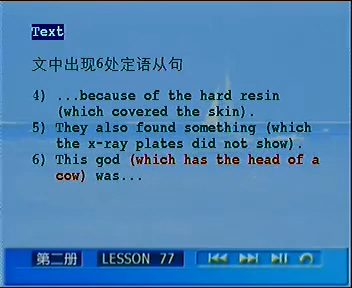 Text
文中出现6处定语从句
4) ...because of the hard resin
(which covered the skin).
5) They also found something (which
the x-ray plates did not show).
6) This god (which has the head of a
cow) was...
第二册 LESSON 77